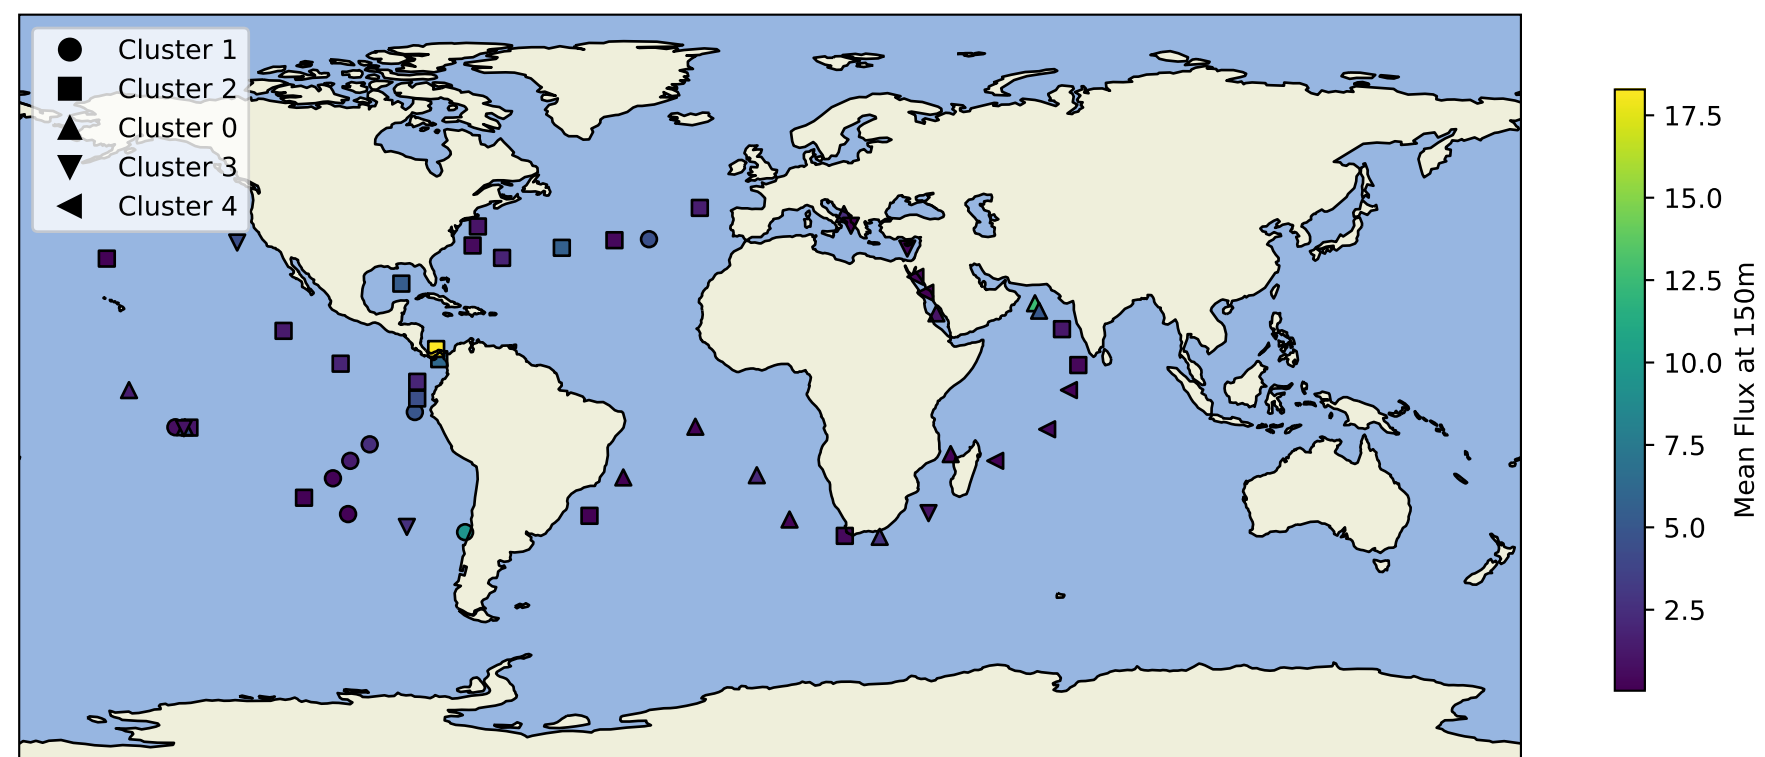 Cluster 1
Cluster 2
Cluster 0
Cluster 3
Cluster 4
17.5
15.0
12.5
10.0
7.5
5.0
2.5
Mean Flux at 150m